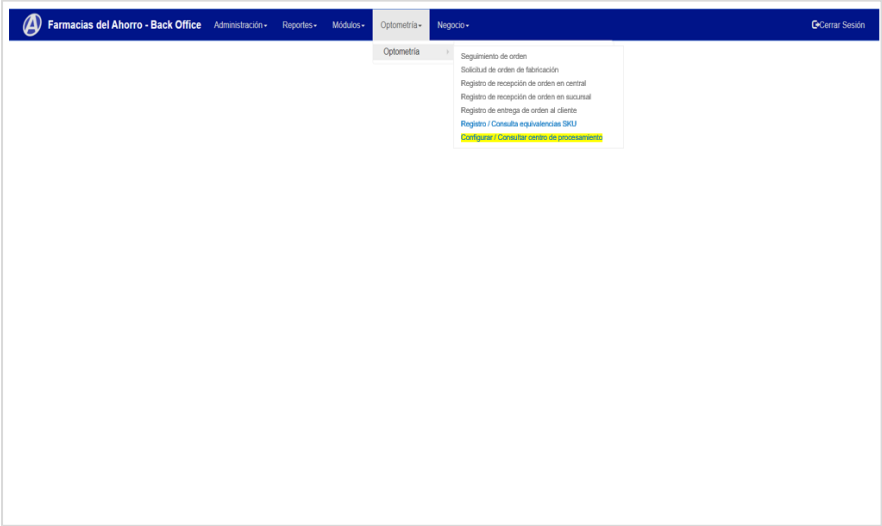 Farmacias del Ahorro - Back Office Administración Reportes Módulos Optometría Negocio Cerrar Sesión
Optometría
Seguimiento de orden
Solicitud de orden de fabricación
Registro de recepción de orden en central
Registro de recepción de orden en sucursal
Registro de entrega de orden al cliente
Registro / Consulta equivalencias SKU
Configurar / Consultar centro de procesamiento